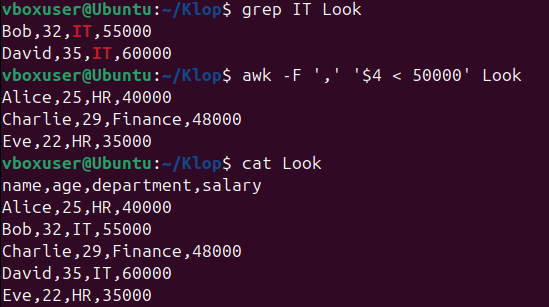 vboxuser@Ubuntu:~/Klop$ grep IT Look
Bob,32,IT,55000
David,35,IT,60000
vboxuser@Ubuntu:~/Klop$ awk -F ',' '$4 < 50000' Look
Alice,25,HR,40000
Charlie,29,Finance,48000
Eve,22,HR,35000
vboxuser@Ubuntu:~/Klop$ cat Look
name,age,department,salary
Alice,25,HR,40000
Bob,32,IT,55000
Charlie,29,Finance,48000
David,35,IT,60000
Eve,22,HR,35000